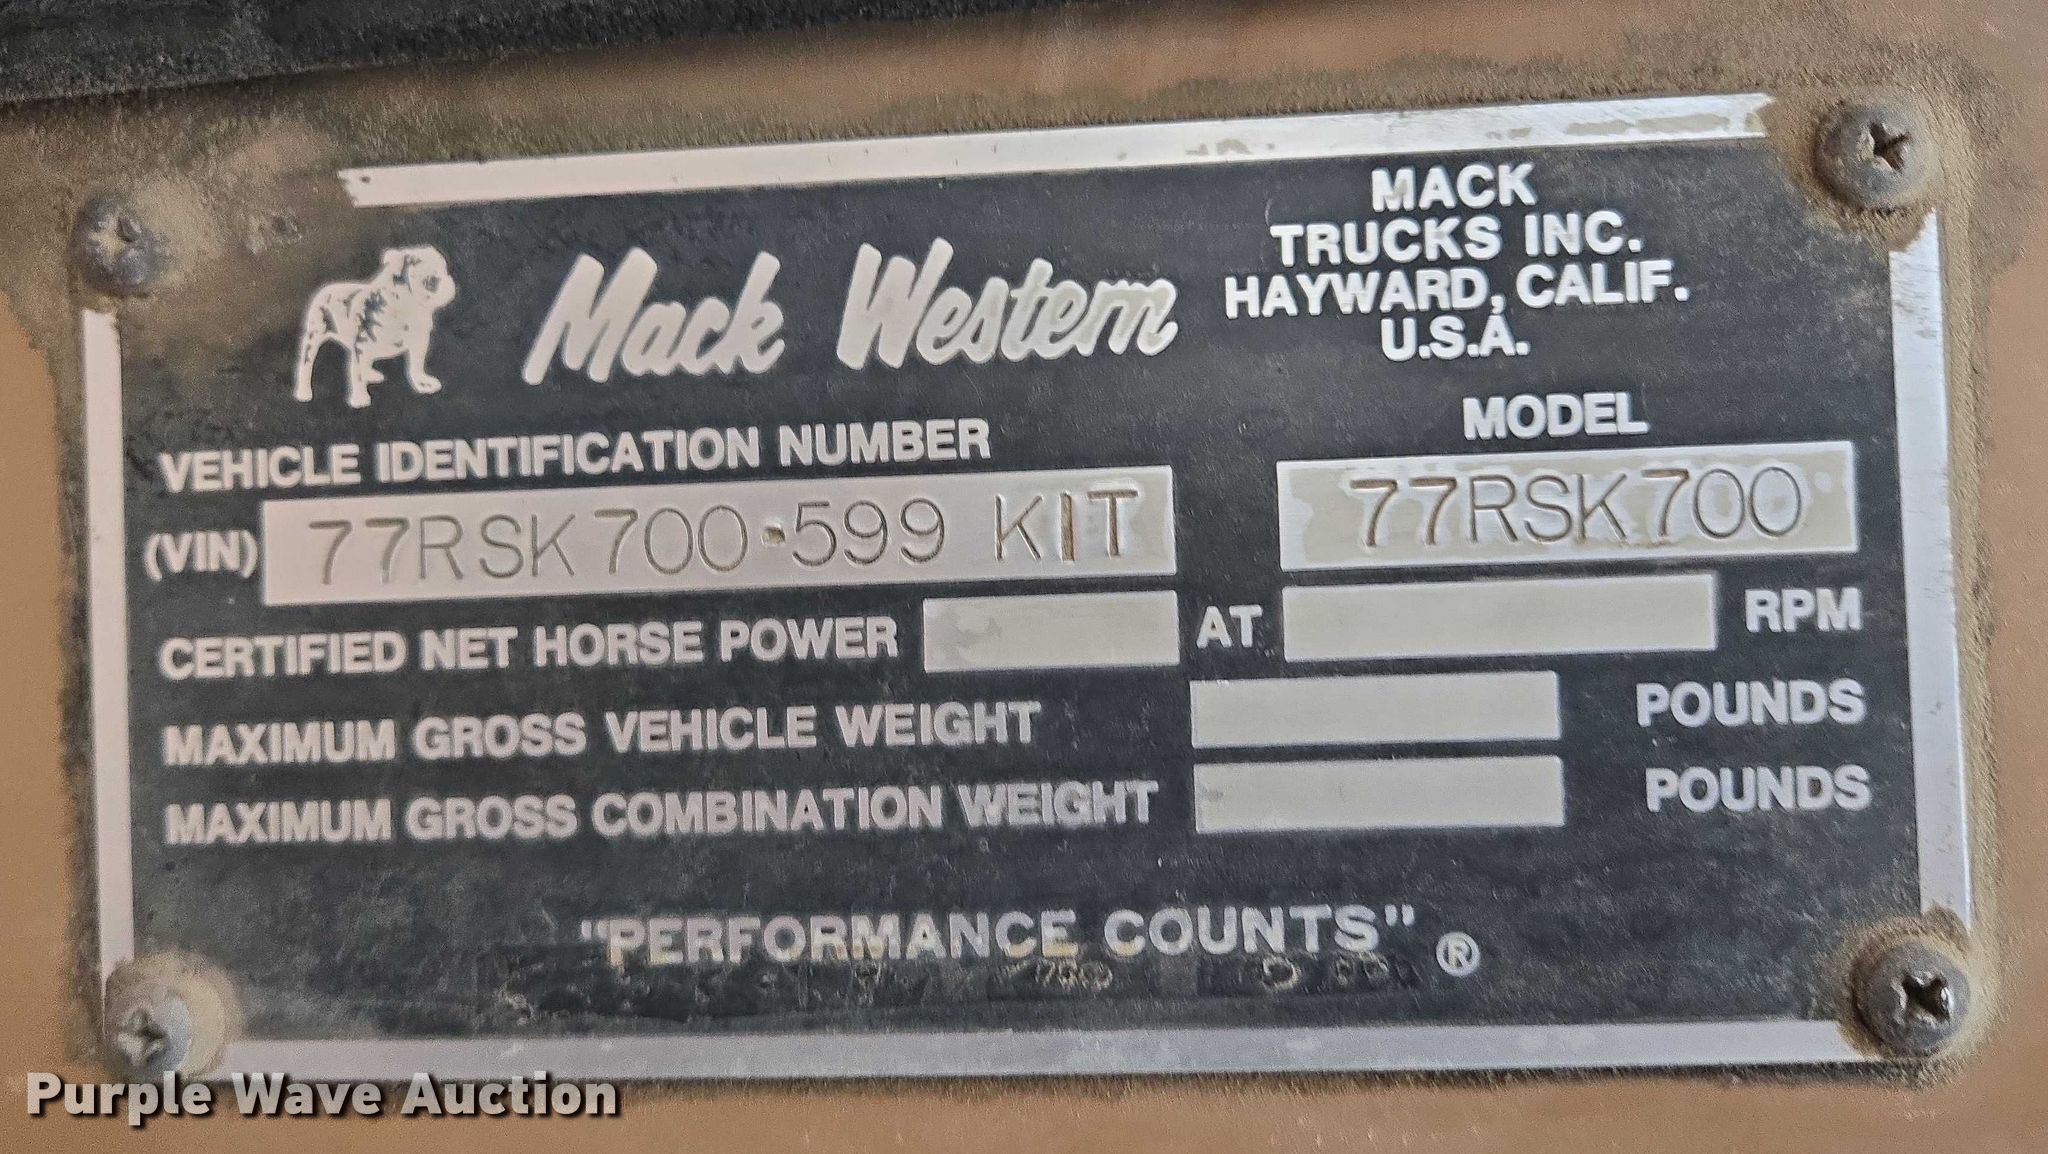 Mack Western
MACK
TRUCKS INC.
HAYWARD, CALIF.
U.S.A.
VEHICLE IDENTIFICATION NUMBER
MODEL
(VIN) 77RSK700-599 KIT
77RSK700
CERTIFIED NET HORSE POWER AT RPM
MAXIMUM GROSS VEHICLE WEIGHT POUNDS
MAXIMUM GROSS COMBINATION WEIGHT POUNDS
"PERFORMANCE COUNTS" ®
Purple Wave Auction